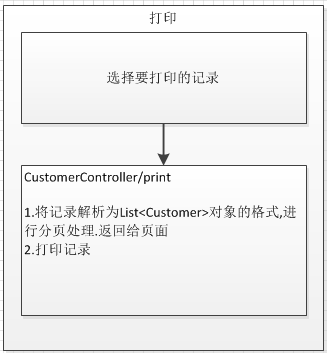 打印
选择要打印的记录
CustomerController/print
1.将记录解析为List<Customer>对象的格式,进
行分页处理.返回给页面
2.打印记录